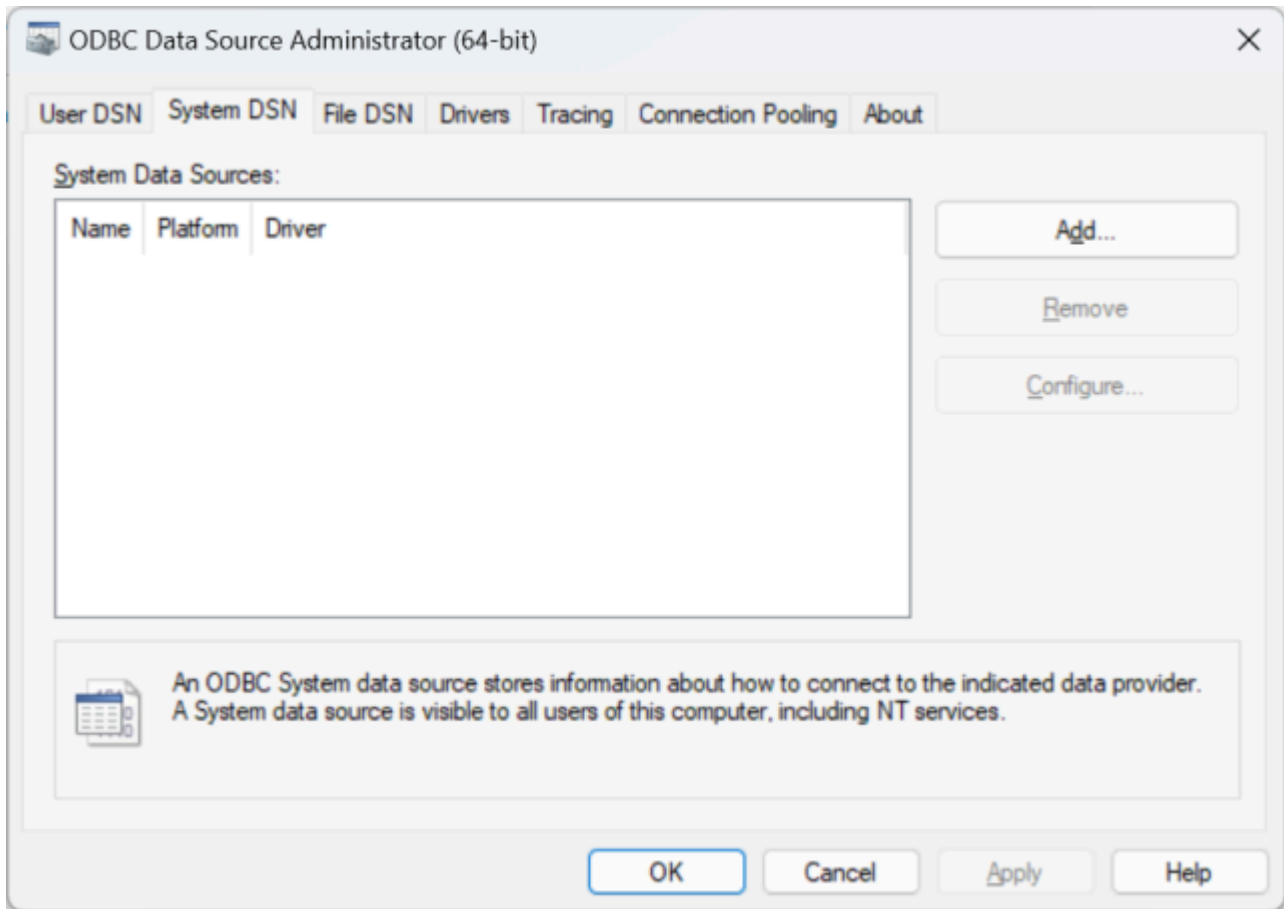 ODBC Data Source Administrator (64-bit)
User DSN System DSN File DSN Drivers Tracing Connection Pooling About
System Data Sources:
Name Platform Driver
Add...
Remove
Configure...
An ODBC System data source stores information about how to connect to the indicated data provider.
A System data source is visible to all users of this computer, including NT services.
OK Cancel Apply Help